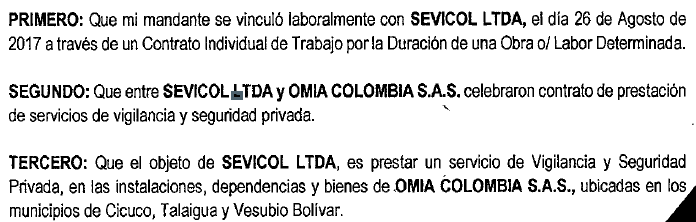 PRIMERO: Que mi mandante se vinculó laboralmente con SEVICOL LTDA, el día 26 de Agosto de
2017 a través de un Contrato Individual de Trabajo por la Duración de una Obra o/ Labor Determinada.
SEGUNDO: Que entre SEVICOL LTDA y OMIA COLOMBIA S.A.S. celebraron contrato de prestación
de servicios de vigilancia y seguridad privada.
TERCERO: Que el objeto de SEVICOL LTDA, es prestar un servicio de Vigilancia y Seguridad
Privada, en las instalaciones, dependencias y bienes de OMIA COLOMBIA S.A.S., ubicadas en los
municipios de Cicuco, Talaigua y Vesubio Bolívar.